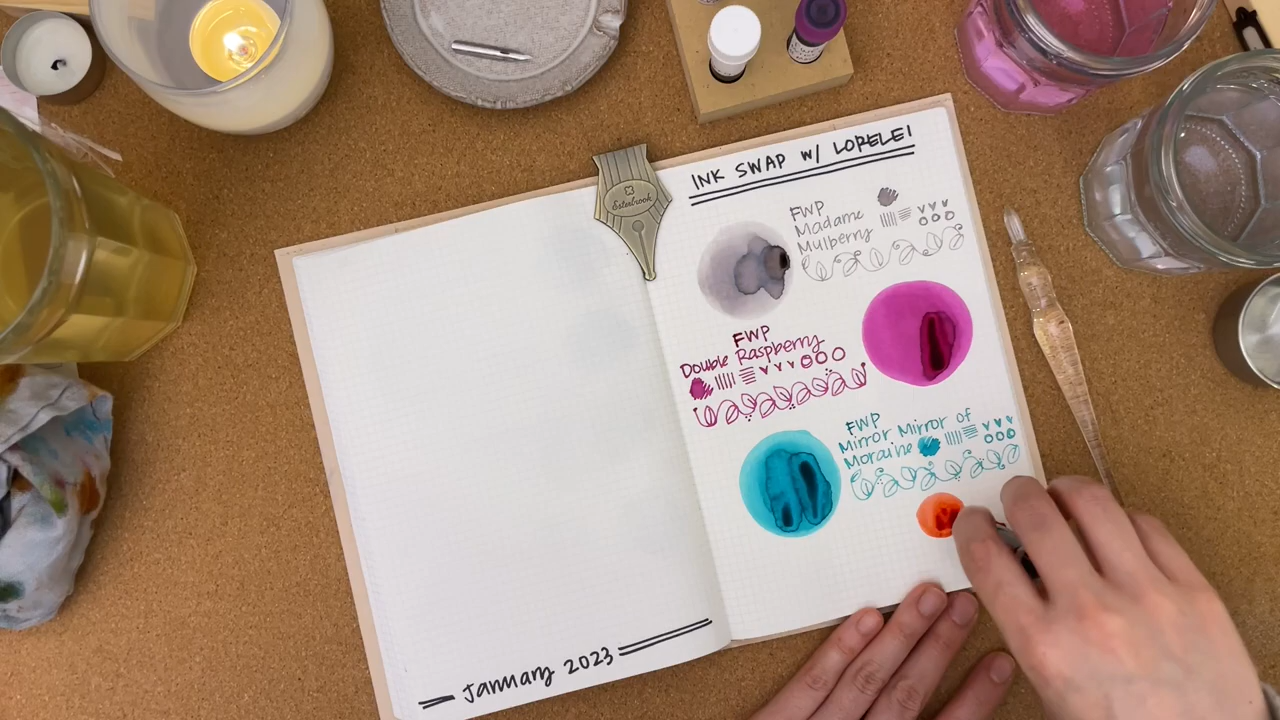 INK SWAP W/ LORELEI
Esterbrook
FWP
Madame
Mulberry
FWP
Double Raspberry
FWP
Mirror Mirror of
Moraine
January 2023